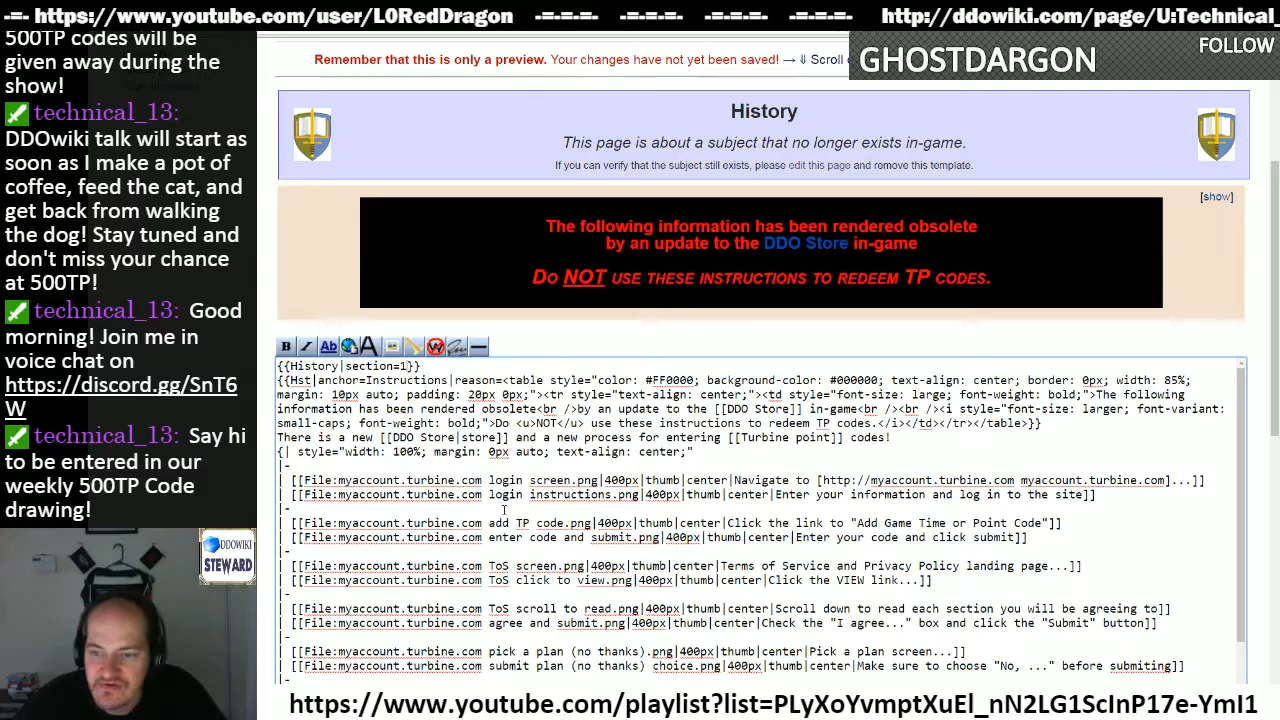 -=- https://www.youtube.com/user/L0RedDragon -=-=-=- -=-=-=- -=-=-=- -=-=-=- http://ddowiki.com/page/U:Technical_
500TP codes will be
given away during the
show!
technical_13:
DDOwiki talk will start as
soon as I make a pot of
coffee, feed the cat, and
get back from walking
the dog! Stay tuned and
don't miss your chance
at 500TP!
technical_13: Good
morning! Join me in
voice chat on
https://discord.gg/SnT6
W
technical_13: Say hi
to be entered in our
weekly 500TP Code
drawing!
DDOWIKI
STEWARD
GHOSTDARGON
FOLLOW
Remember that this is only a preview. Your changes have not yet been saved! → ⇓ Scroll
History
This page is about a subject that no longer exists in-game.
If you can verify that the subject still exists, please edit this page and remove this template.
[show]
The following information has been rendered obsolete
by an update to the DDO Store in-game
Do NOT use these instructions to redeem TP codes.
B I Ab A W
{{History|section=1}}
{{Hst|anchor=Instructions|reason=<table style="color: #FF0000; background-color: #000000; text-align: center; border: 0px; width: 85%;
margin: 10px auto; padding: 20px 0px;"><tr style="text-align: center;"><td style="font-size: large; font-weight: bold;">The following
information has been rendered obsolete<br />by an update to the [[DDO Store]] in-game<br /><br /><i style="font-size: larger; font-variant:
small-caps; font-weight: bold;">Do <u>NOT</u> use these instructions to redeem TP codes.</i></td></tr></table>}}
There is a new [[DDO Store|store]] and a new process for entering [[Turbine point]] codes!
{| style="width: 100%; margin: 0px auto; text-align: center;"
|-
| [[File:myaccount.turbine.com login screen.png|400px|thumb|center|Navigate to [http://myaccount.turbine.com myaccount.turbine.com]...]]
| [[File:myaccount.turbine.com login instructions.png|400px|thumb|center|Enter your information and log in to the site]]
|-
| [[File:myaccount.turbine.com add TP code.png|400px|thumb|center|Click the link to "Add Game Time or Point Code"]]
| [[File:myaccount.turbine.com enter code and submit.png|400px|thumb|center|Enter your code and click submit]]
|-
| [[File:myaccount.turbine.com ToS screen.png|400px|thumb|center|Terms of Service and Privacy Policy landing page...]]
| [[File:myaccount.turbine.com ToS click to view.png|400px|thumb|center|Click the VIEW link...]]
|-
| [[File:myaccount.turbine.com ToS scroll to read.png|400px|thumb|center|Scroll down to read each section you will be agreeing to]]
| [[File:myaccount.turbine.com agree and submit.png|400px|thumb|center|Check the "I agree..." box and click the "Submit" button]]
|-
| [[File:myaccount.turbine.com pick a plan (no thanks).png|400px|thumb|center|Pick a plan screen...]]
| [[File:myaccount.turbine.com submit plan (no thanks) choice.png|400px|thumb|center|Make sure to choose "No, ..." before submiting]]
|-
https://www.youtube.com/playlist?list=PLyXoYvmptXuEl_nN2LG1ScInP17e-YmI1